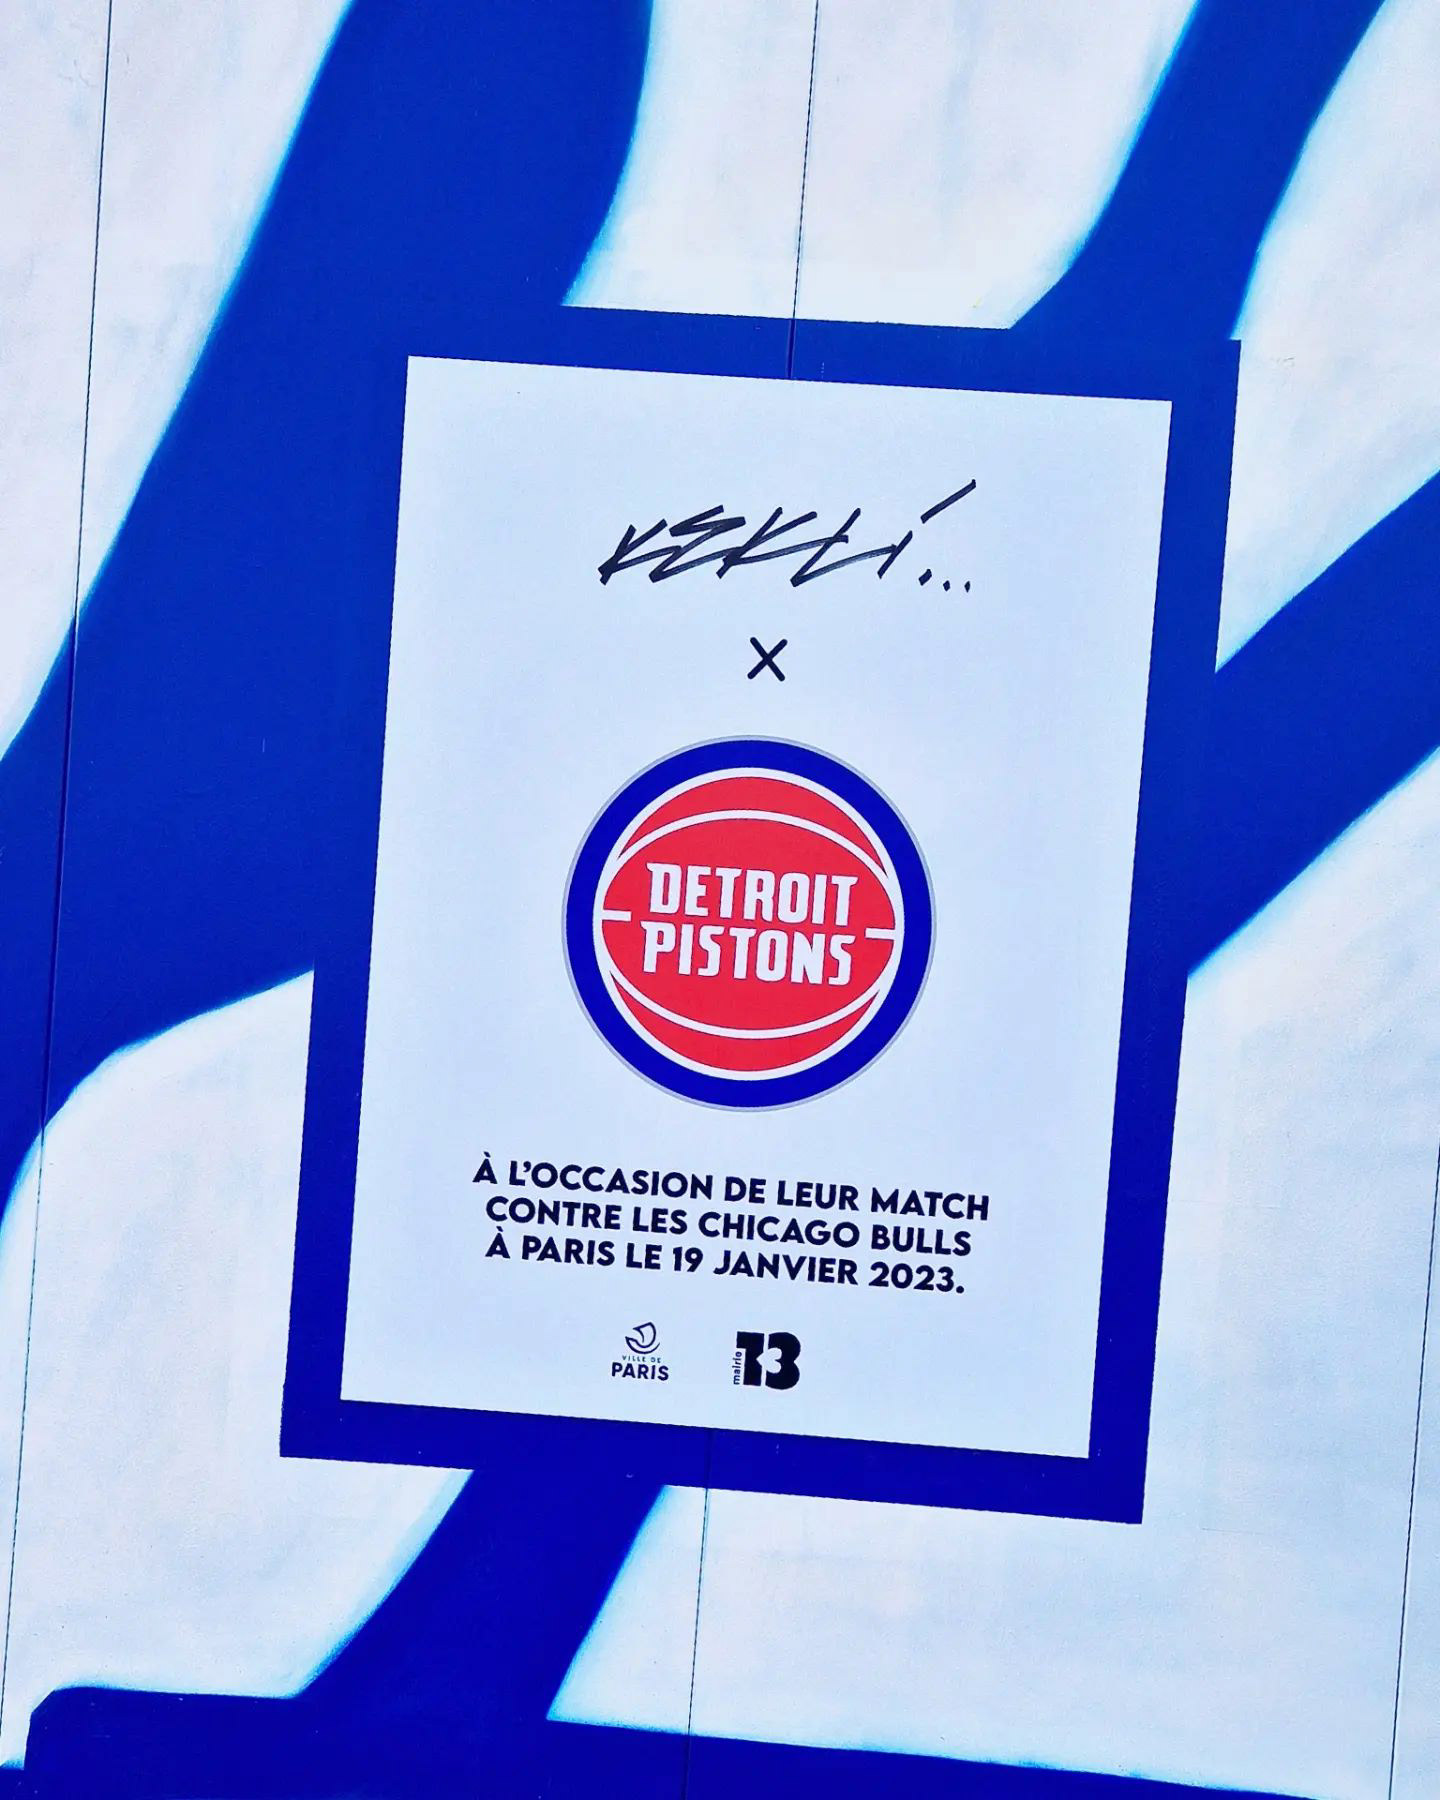 KEKLÍ...
X
DETROIT
PISTONS
À L'OCCASION DE LEUR MATCH
CONTRE LES CHICAGO BULLS
À PARIS LE 19 JANVIER 2023.
VILLE DE
PARIS
mairie 13